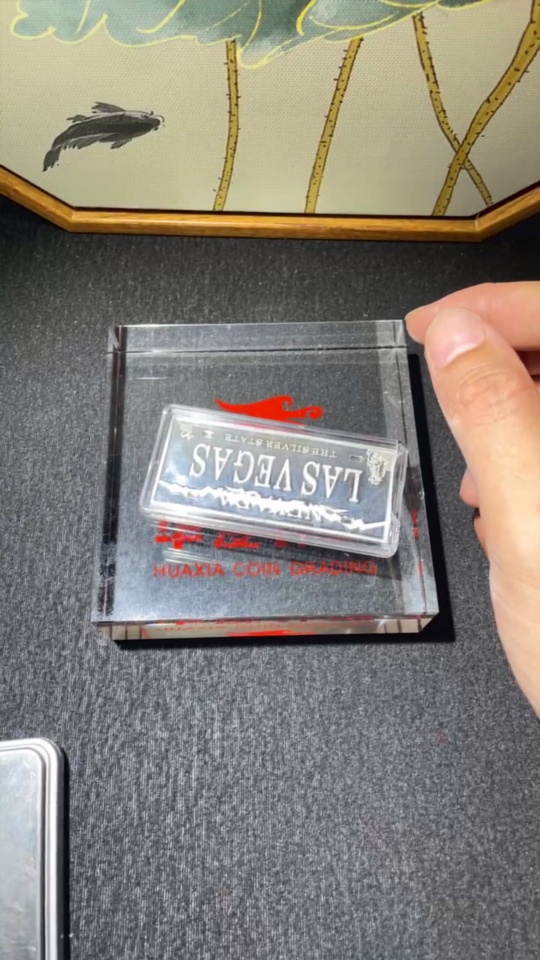 THE SILVER STATE
LAS VEGAS
HUAXIA COIN GRADING